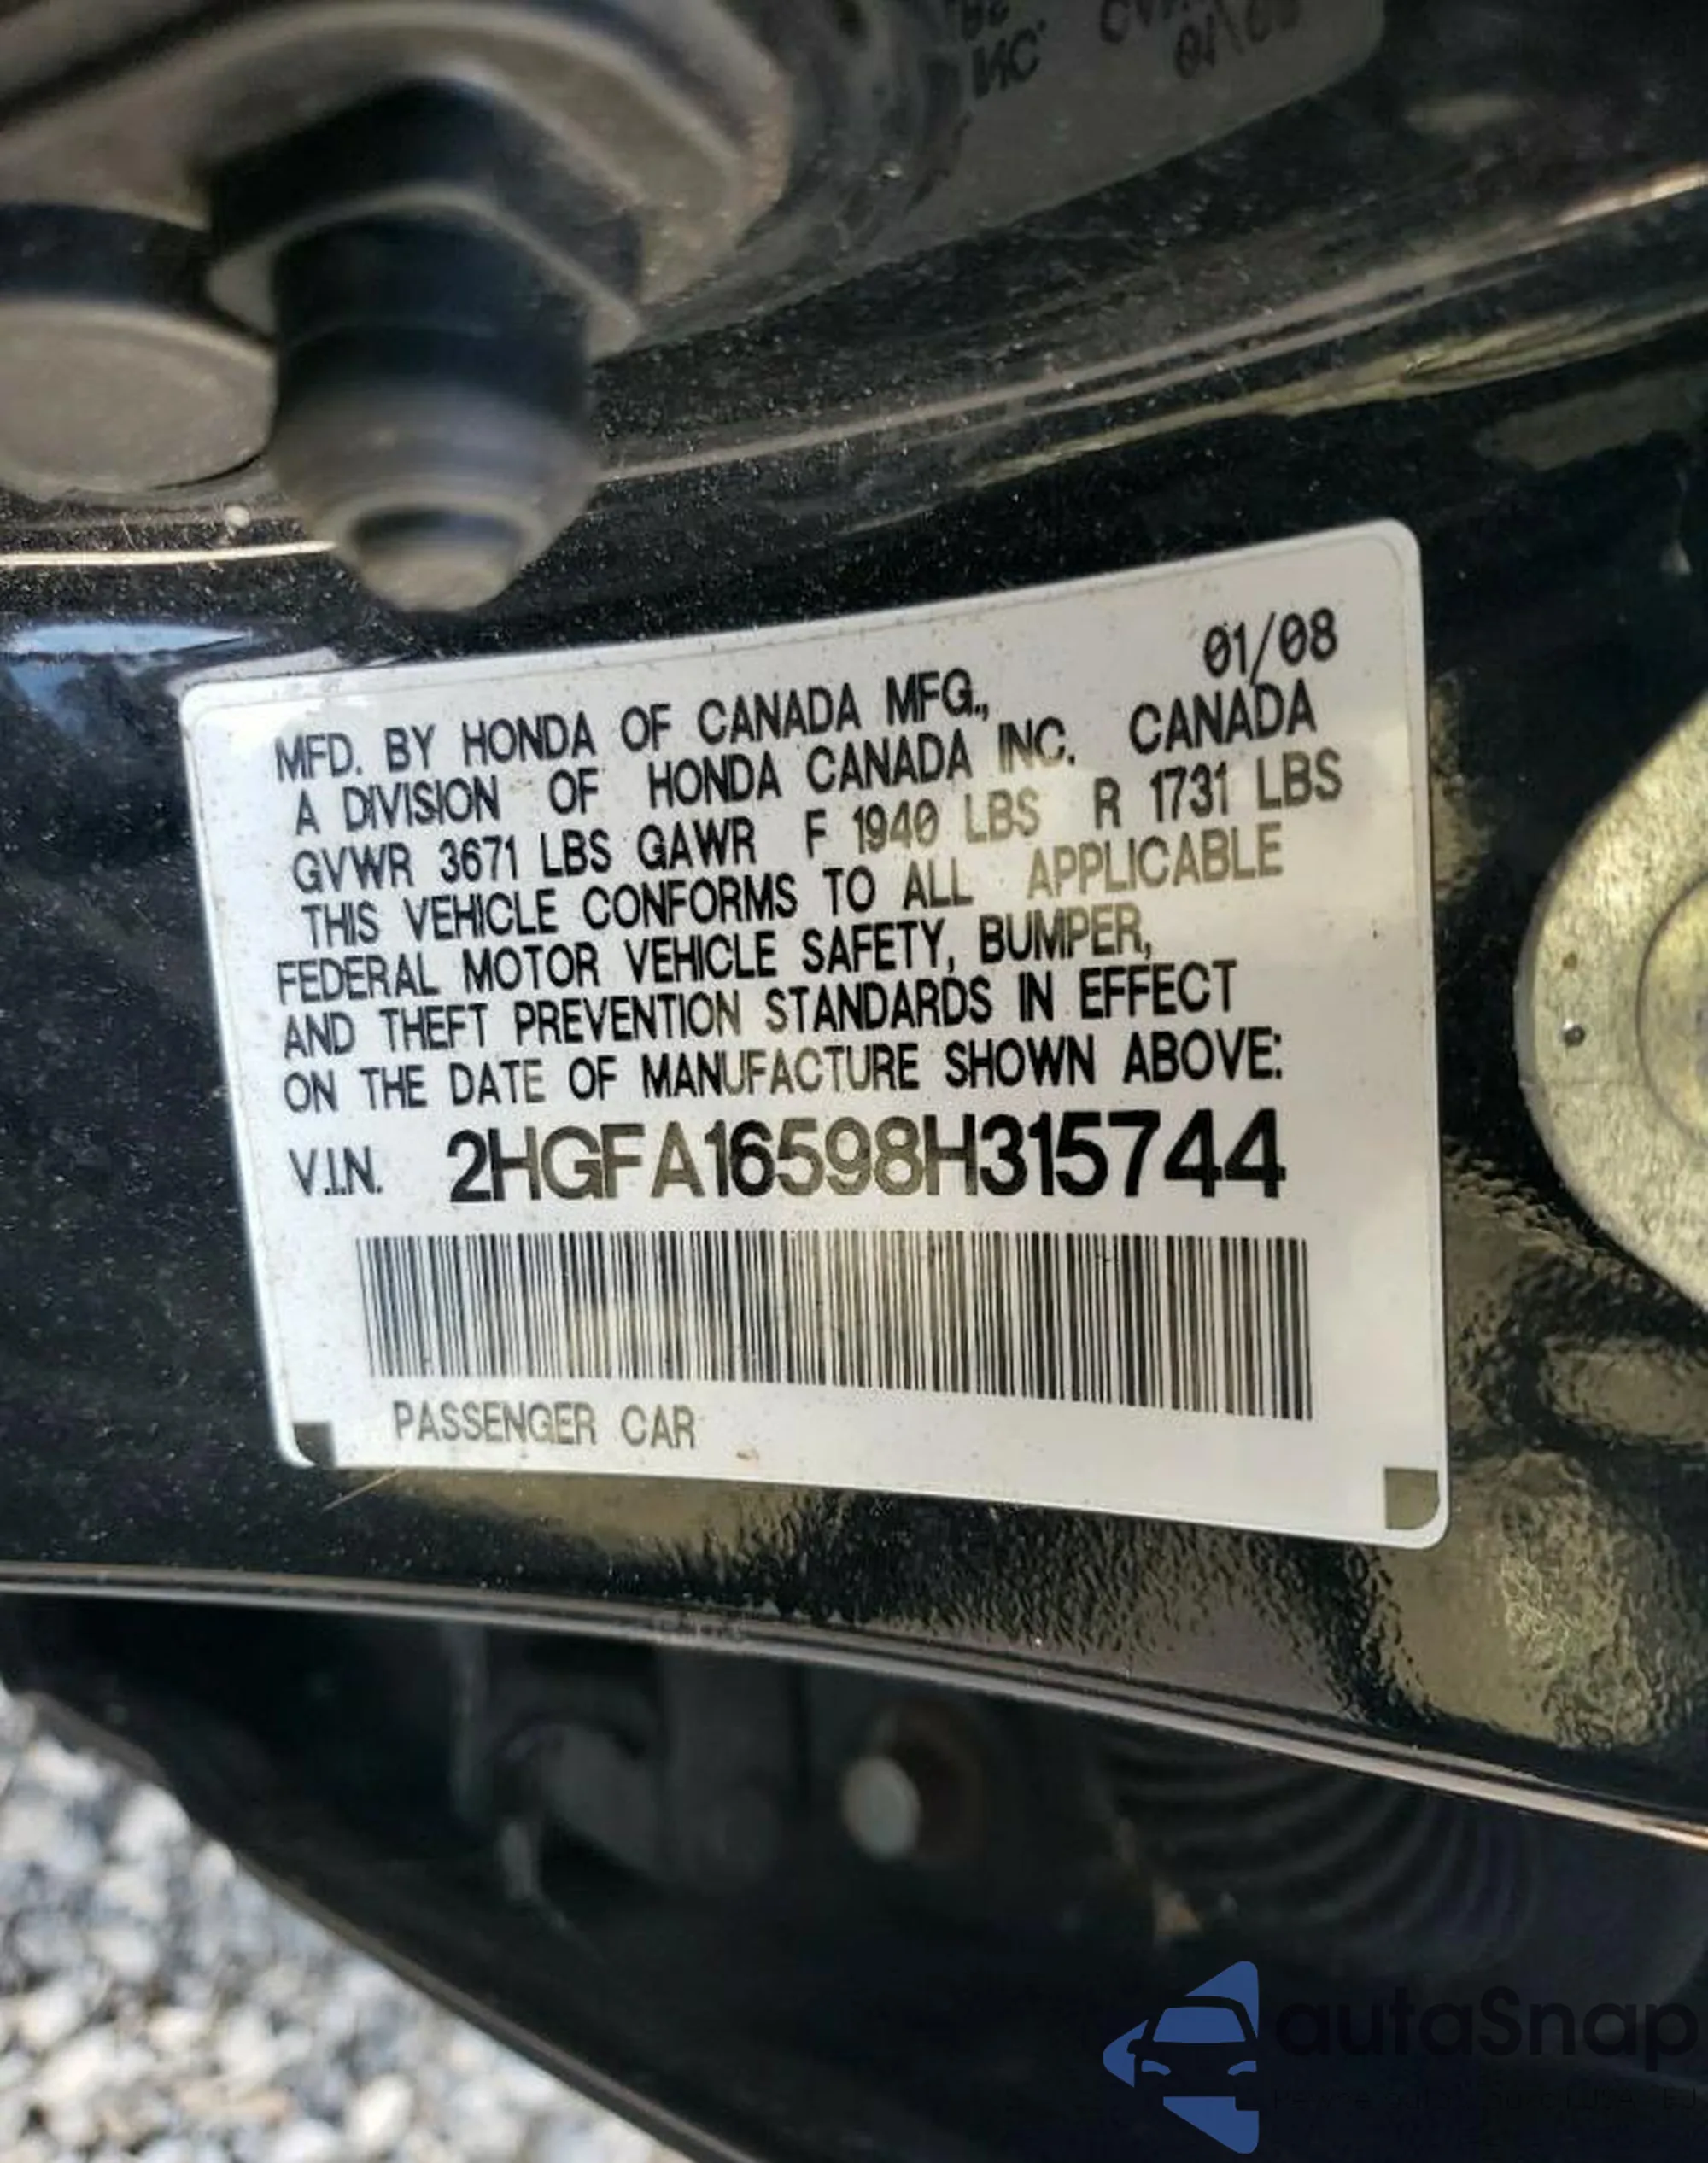 01/08
MFD. BY HONDA OF CANADA MFG.,
A DIVISION OF HONDA CANADA INC. CANADA
GVWR 3671 LBS GAWR F 1940 LBS R 1731 LBS
THIS VEHICLE CONFORMS TO ALL APPLICABLE
FEDERAL MOTOR VEHICLE SAFETY, BUMPER,
AND THEFT PREVENTION STANDARDS IN EFFECT
ON THE DATE OF MANUFACTURE SHOWN ABOVE:
V.I.N. 2HGFA16598H315744
PASSENGER CAR
autaSnap